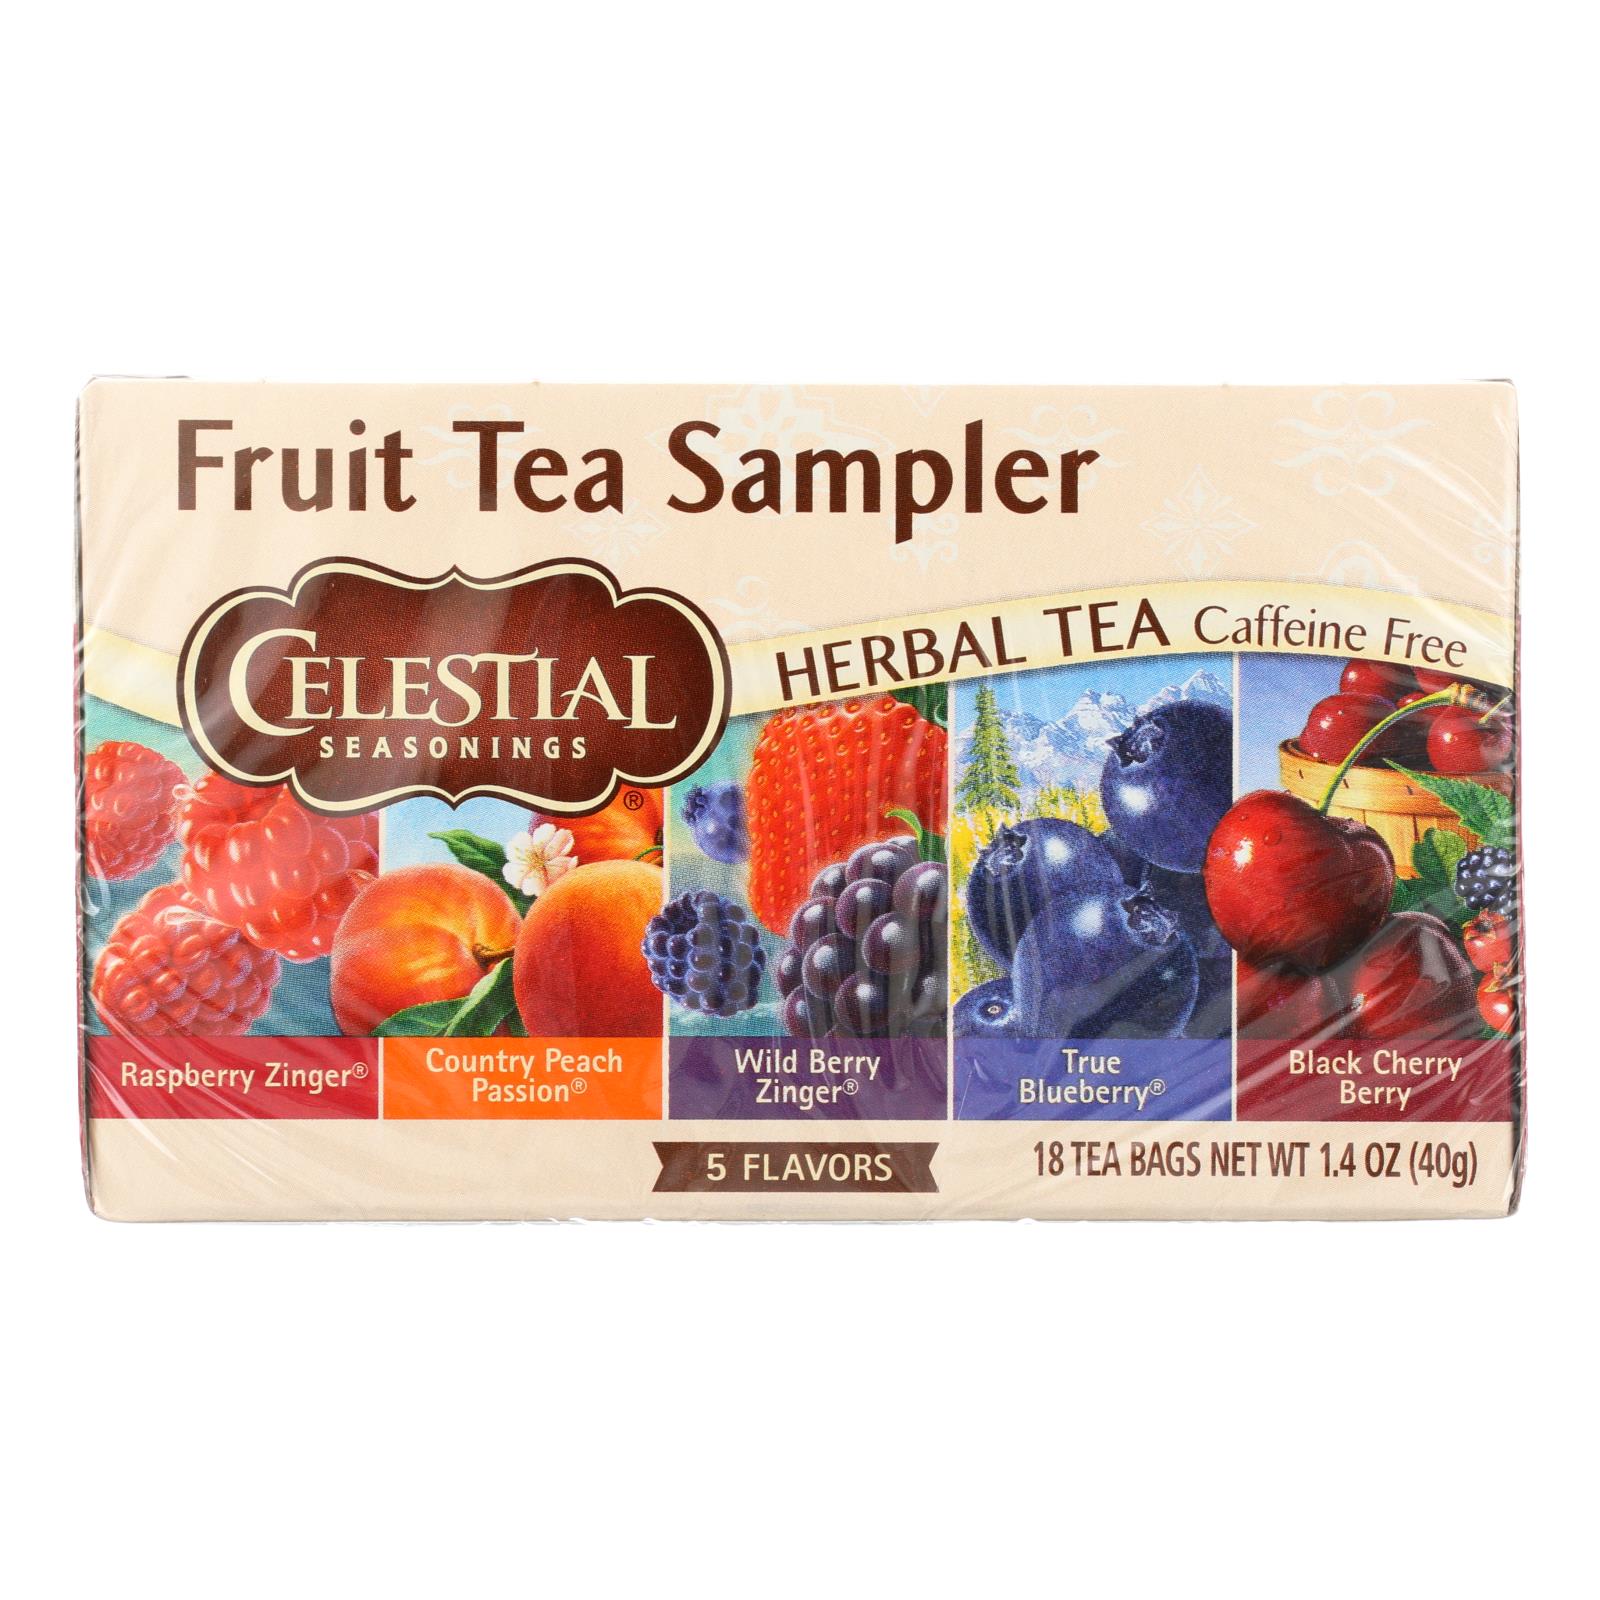 Fruit Tea Sampler
CELESTIAL
SEASONINGS
®
HERBAL TEA Caffeine Free
Raspberry Zinger®
Country Peach
Passion®
Wild Berry
Zinger®
True
Blueberry®
Black Cherry
Berry
5 FLAVORS
18 TEA BAGS NET WT 1.4 OZ (40g)